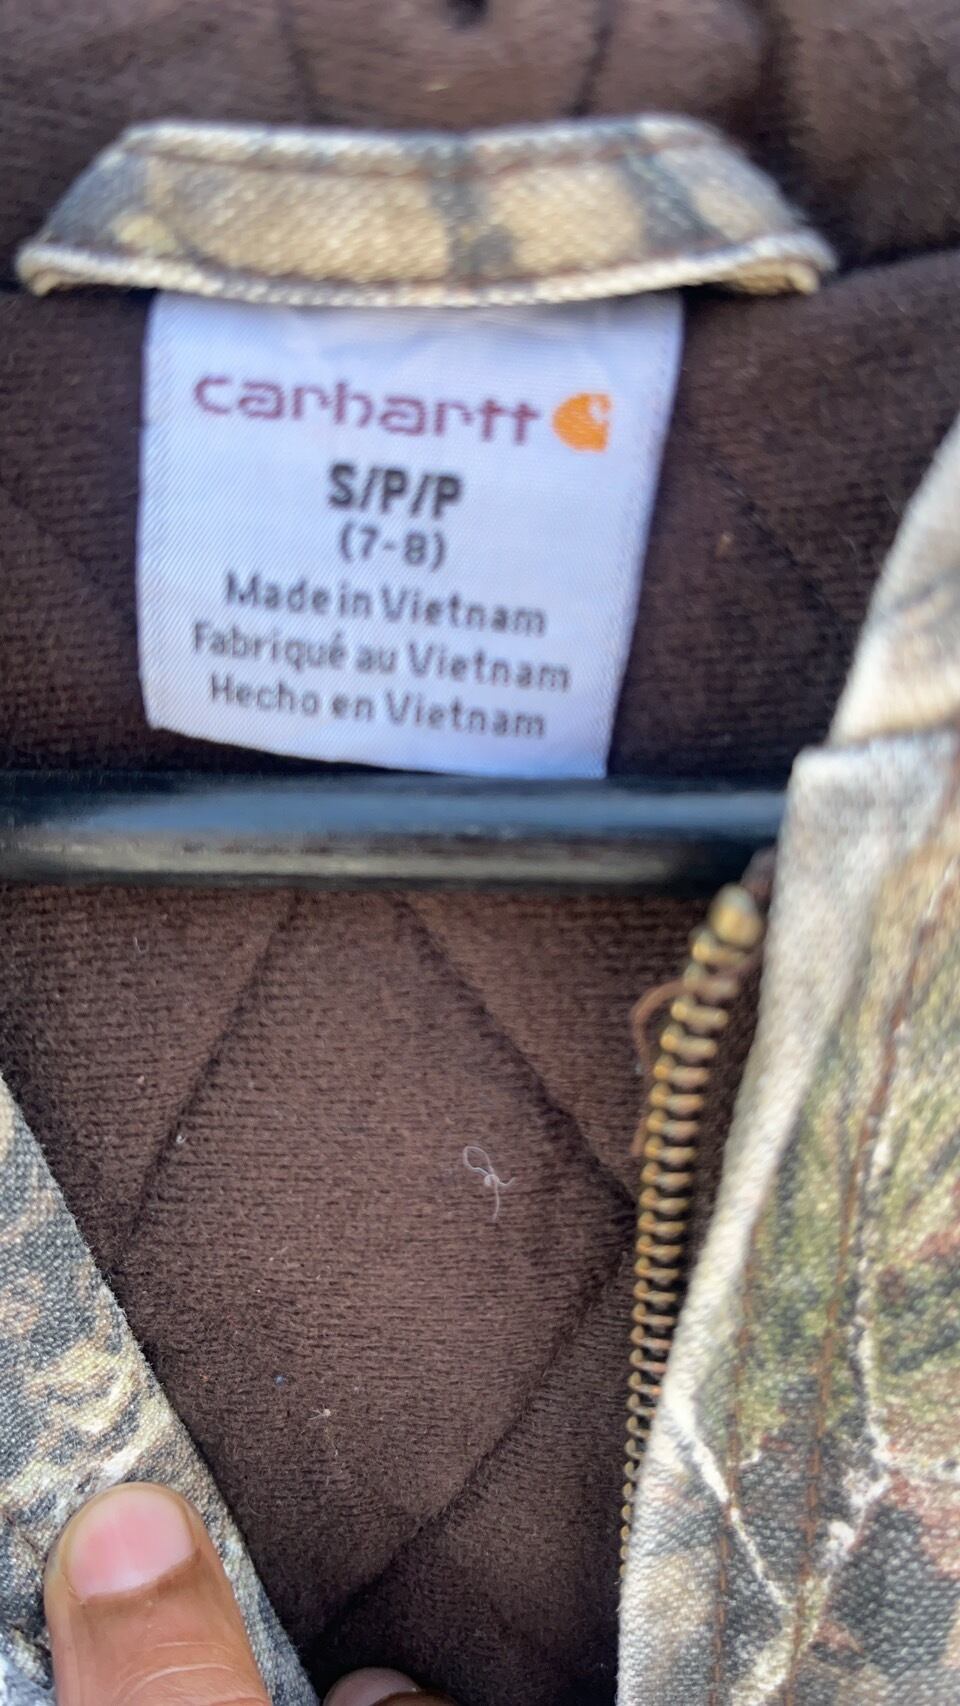 carhartt
S/P/P
(7-8)
Made in Vietnam
Fabriqué au Vietnam
Hecho en Vietnam